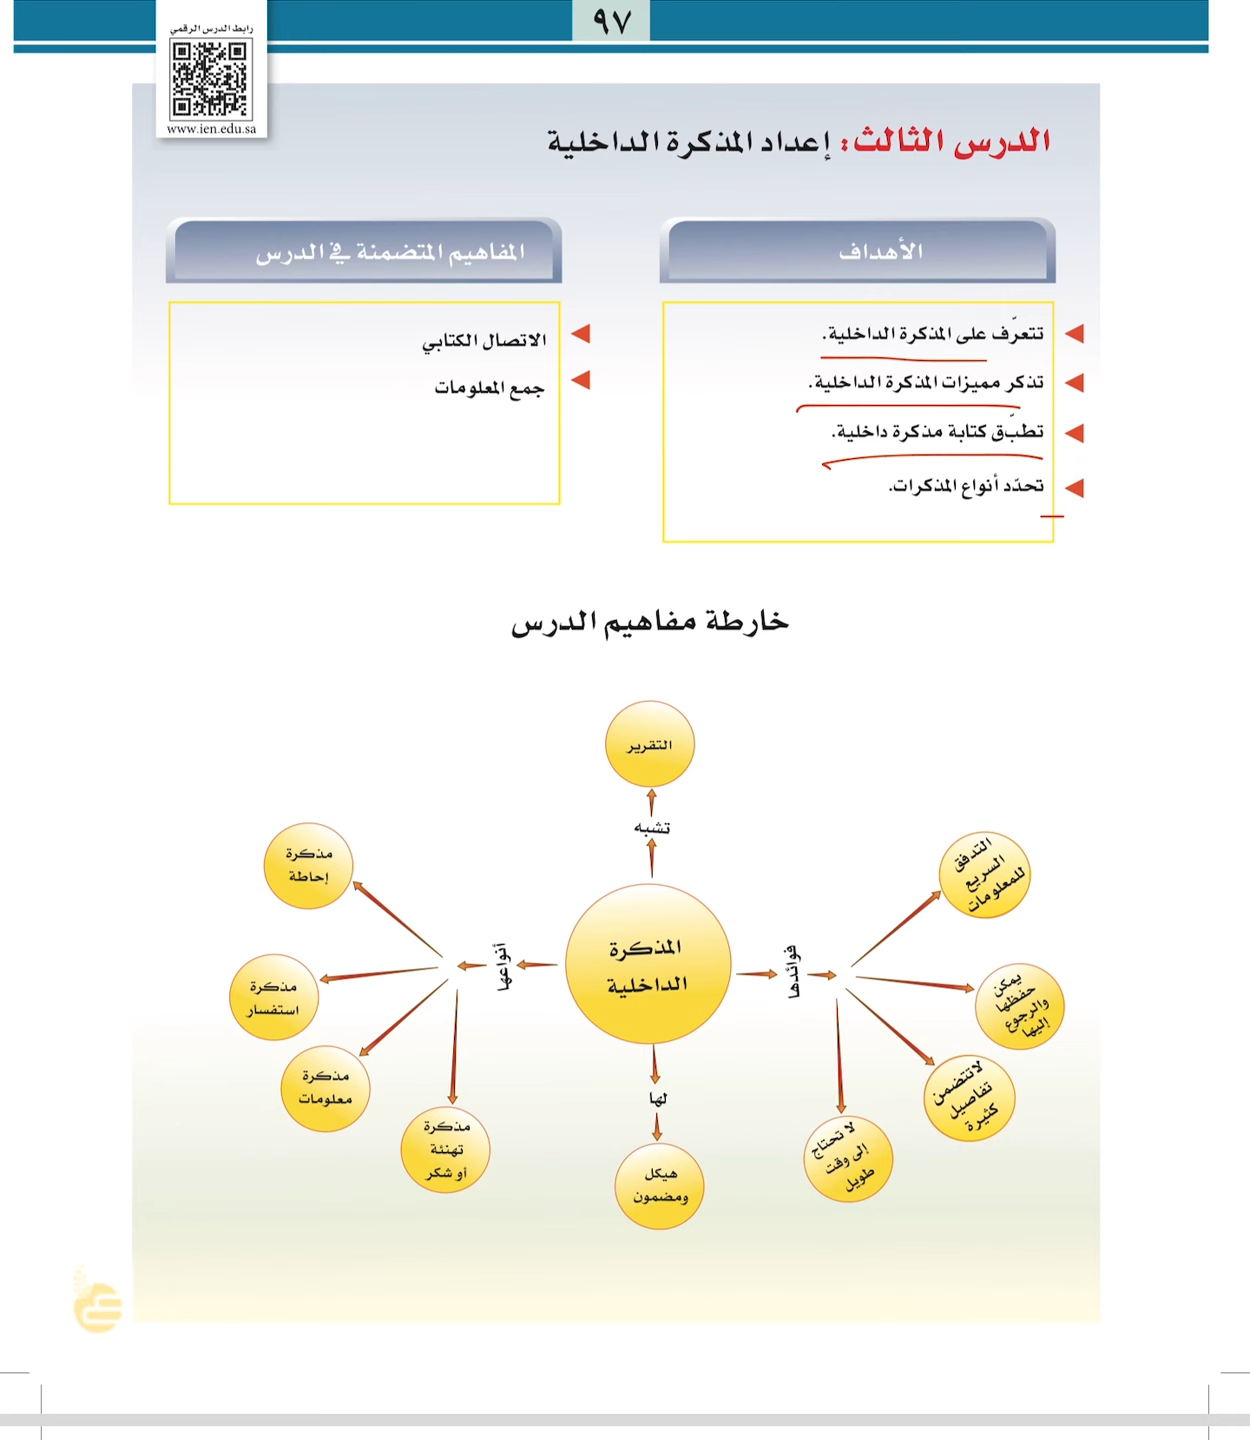 ٩٧
رابط الدرس الرقمي
www.ien.edu.sa
الدرس الثالث: إعداد المذكرة الداخلية
الأهداف
تتعرّف على المذكرة الداخلية.
تذكر مميزات المذكرة الداخلية.
تطبّق كتابة مذكرة داخلية.
تحدّد أنواع المذكرات.
المفاهيم المتضمنة في الدرس
الاتصال الكتابي
جمع المعلومات
خارطة مفاهيم الدرس
التقرير
تشبه
المذكرة
الداخلية
فوائدها
التدفق
السريع
للمعلومات
يمكن
حفظها
والرجوع
إليها
لا تتضمن
تفاصيل
كثيرة
لا تحتاج
إلى وقت
طويل
لها
هيكل
ومضمون
أنواعها
مذكرة
إحاطة
مذكرة
استفسار
مذكرة
معلومات
مذكرة
تهنئة
أو شكر